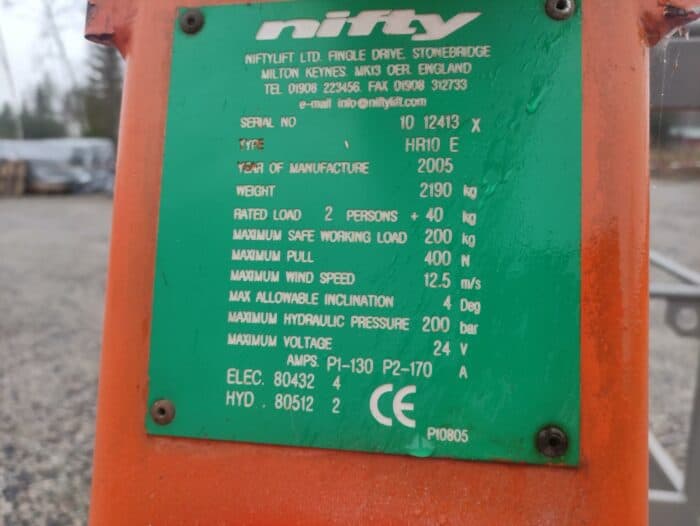 nifty
NIFTYLIFT LTD. FINGLE DRIVE. STONEBRIDGE
MILTON KEYNES. MK13 OER. ENGLAND
TEL 01908 223456. FAX 01908 312733
e-mail info@niftylift.com
SERIAL NO 10 12413 X
TYPE HR10 E
YEAR OF MANUFACTURE 2005
WEIGHT 2190 kg
RATED LOAD 2 PERSONS + 40 kg
MAXIMUM SAFE WORKING LOAD 200 kg
MAXIMUM PULL 400 N
MAXIMUM WIND SPEED 12.5 m/s
MAX ALLOWABLE INCLINATION 4 Deg
MAXIMUM HYDRAULIC PRESSURE 200 bar
MAXIMUM VOLTAGE 24 V
AMPS. P1-130 P2-170 A
ELEC. 80432 4
HYD . 80512 2
CE
P10805